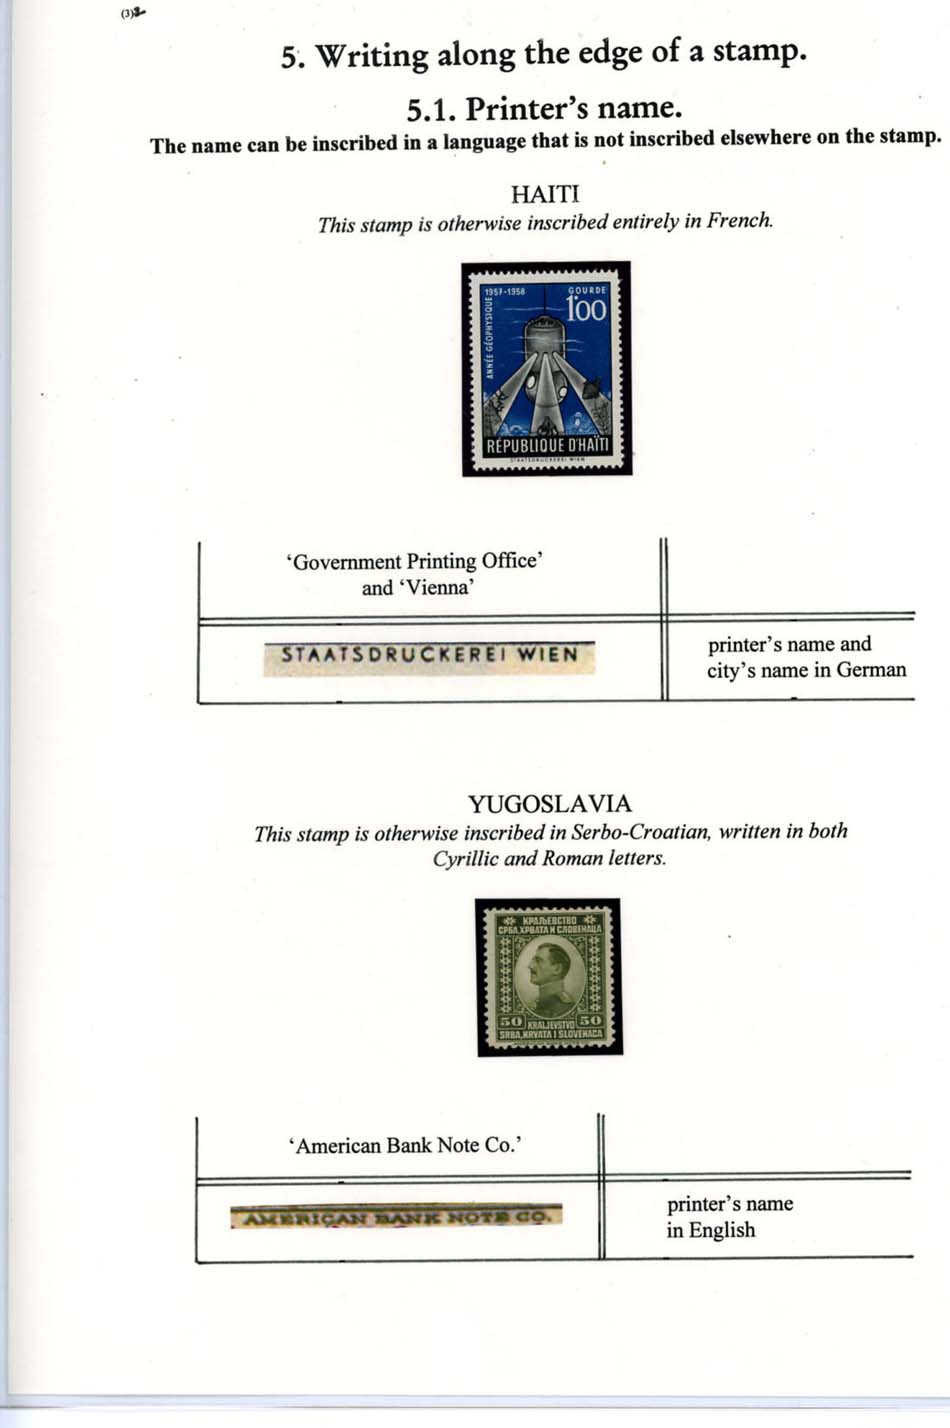 (3)
5. Writing along the edge of a stamp.
5.1. Printer's name.
The name can be inscribed in a language that is not inscribed elsewhere on the stamp.
HAITI
This stamp is otherwise inscribed entirely in French.
1957-1958
GOURDE
1.00
ANNÉE GÉOPHYSIQUE
RÉPUBLIQUE D'HAÏTI
STAATSDRUCKEREI WIEN
'Government Printing Office'
and 'Vienna'
STAATSDRUCKEREI WIEN
printer's name and
city's name in German
YUGOSLAVIA
This stamp is otherwise inscribed in Serbo-Croatian, written in both
Cyrillic and Roman letters.
КРАЉЕВСТВО
СРБА, ХРВАТА И СЛОВЕНАЦА
50 KRALJEVSTVO 50
SRBA, HRVATA I SLOVENACA
'American Bank Note Co.'
AMERICAN BANK NOTE CO.
printer's name
in English